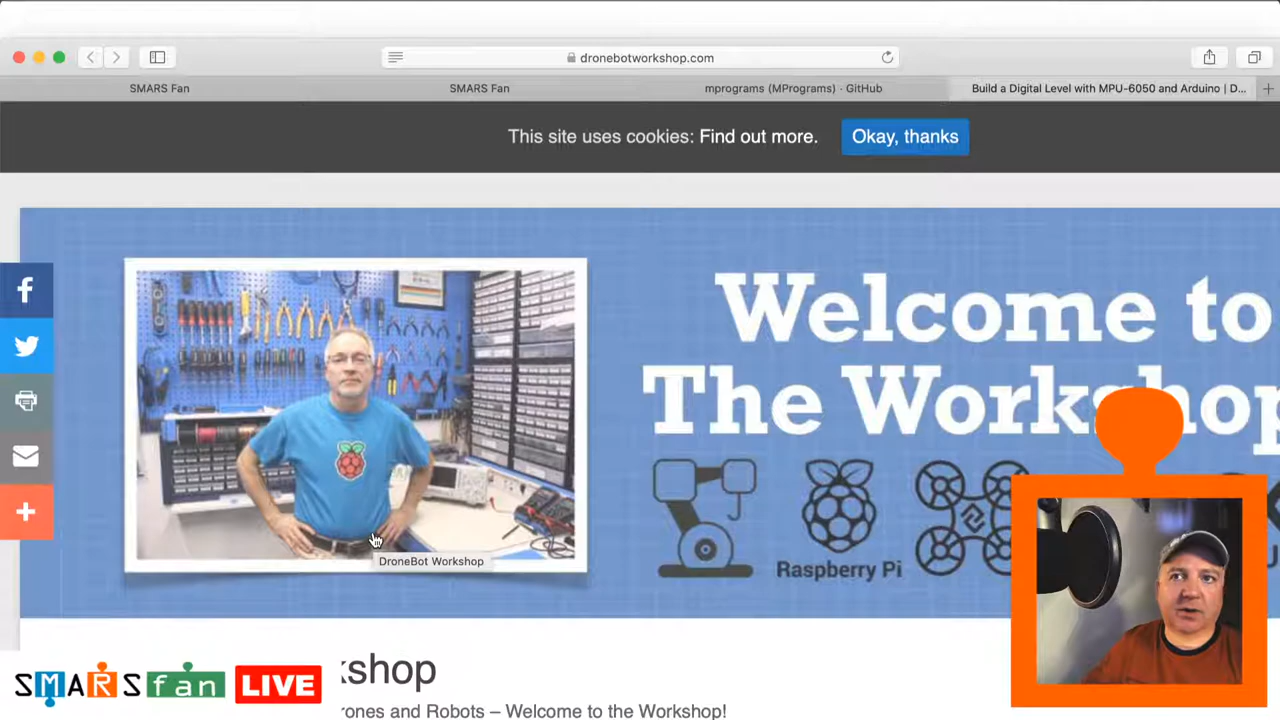 dronebotworkshop.com
SMARS Fan
SMARS Fan
mprograms (MPrograms) · GitHub
Build a Digital Level with MPU-6050 and Arduino | D...
This site uses cookies: Find out more.
Okay, thanks
Welcome to
The Workshop
Raspberry Pi
DroneBot Workshop
SMARS fan LIVE
kshop
rones and Robots – Welcome to the Workshop!